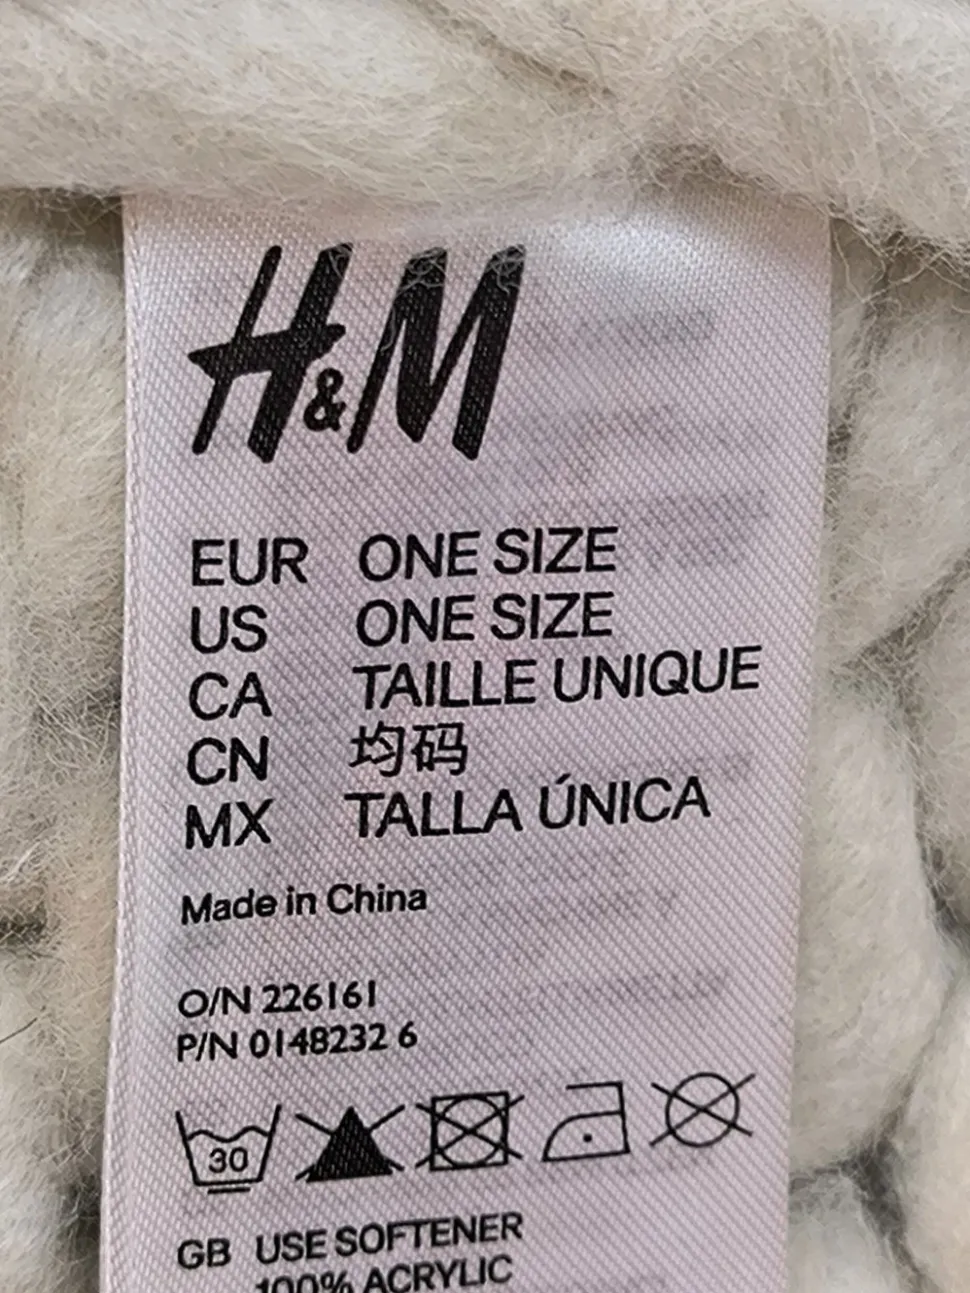 H&M
EUR ONE SIZE
US ONE SIZE
CA TAILLE UNIQUE
CN 均码
MX TALLA ÚNICA
Made in China
O/N 226161
P/N 0148232 6
30
GB USE SOFTENER
100% ACRYLIC